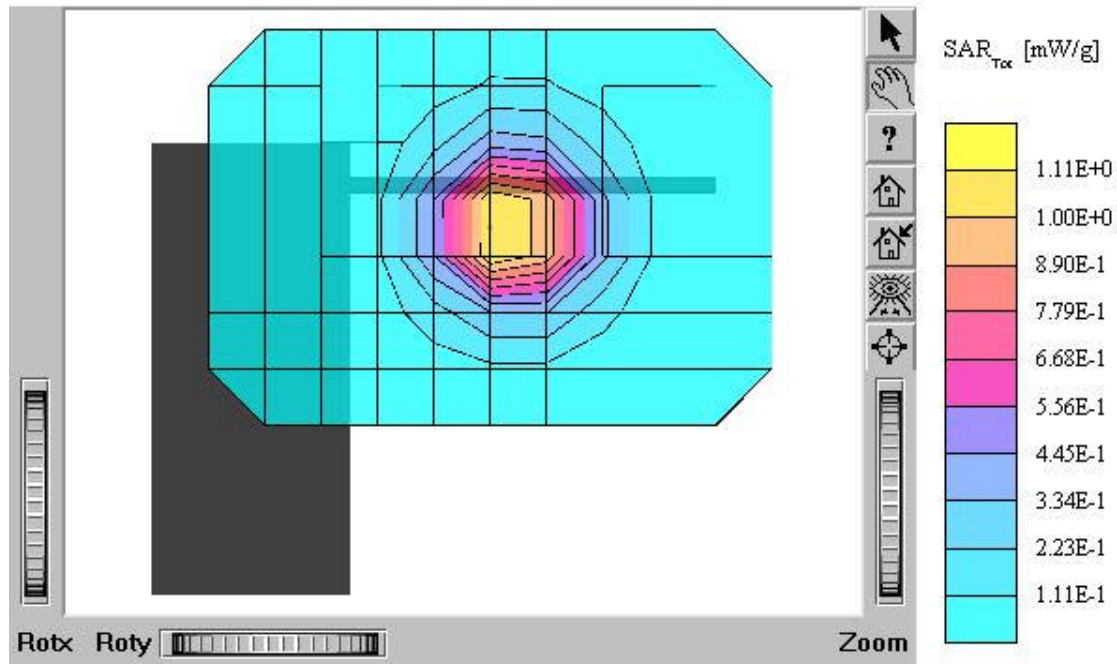 SAR_Tot [mW/g]
?
1.11E+0
1.00E+0
8.90E-1
7.79E-1
6.68E-1
5.56E-1
4.45E-1
3.34E-1
2.23E-1
1.11E-1
Rotx Roty Zoom